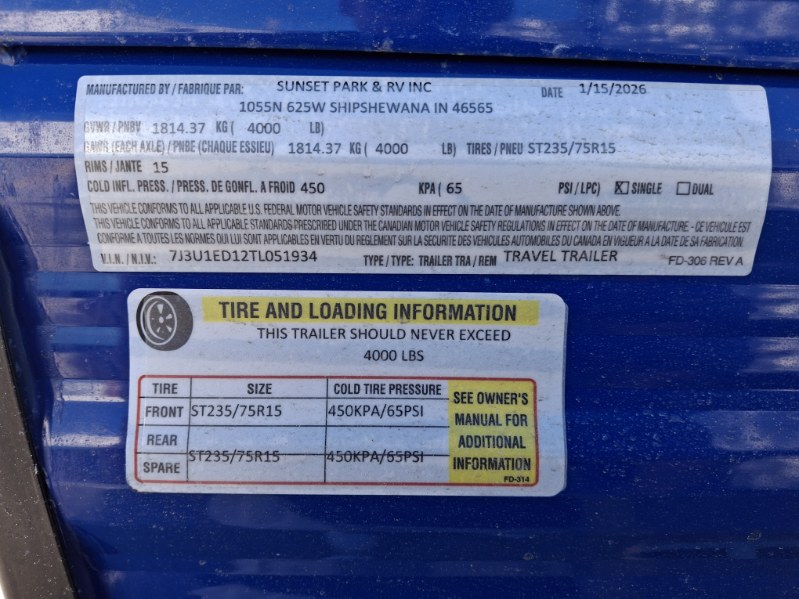 MANUFACTURED BY / FABRIQUE PAR: SUNSET PARK & RV INC DATE 1/15/2026
1055N 625W SHIPSHEWANA IN 46565
GVWR / PNBV 1814.37 KG ( 4000 LB)
GAWR (EACH AXLE) / PNBE (CHAQUE ESSIEU) 1814.37 KG ( 4000 LB) TIRES / PNEU ST235/75R15
RIMS / JANTE 15
COLD INFL. PRESS. / PRESS. DE GONFL. A FROID 450 KPA ( 65 PSI / LPC) X SINGLE DUAL
THIS VEHICLE CONFORMS TO ALL APPLICABLE U.S. FEDERAL MOTOR VEHICLE SAFETY STANDARDS IN EFFECT ON THE DATE OF MANUFACTURE SHOWN ABOVE.
THIS VEHICLE CONFORMS TO ALL APPLICABLE STANDARDS PRESCRIBED UNDER THE CANADIAN MOTOR VEHICLE SAFETY REGULATIONS IN EFFECT ON THE DATE OF MANUFACTURE. - CE VÉHICULE EST
CONFORME A TOUTES LES NORMES QUI LUI SONT APPLICABLES EN VERTU DU REGLEMENT SUR LA SECURITE DES VEHICULES AUTOMOBILES DU CANADA EN VIGUEUR A LA DATE DE SA FABRICATION.
V.I.N. / N.I.V.: 7J3U1ED12TL051934 TYPE / TYPE: TRAILER TRA / REM TRAVEL TRAILER FD-306 REV A
TIRE AND LOADING INFORMATION
THIS TRAILER SHOULD NEVER EXCEED
4000 LBS
TIRE SIZE COLD TIRE PRESSURE
FRONT ST235/75R15 450KPA/65PSI
REAR
SPARE ST235/75R15 450KPA/65PSI
SEE OWNER'S
MANUAL FOR
ADDITIONAL
INFORMATION
FD-314